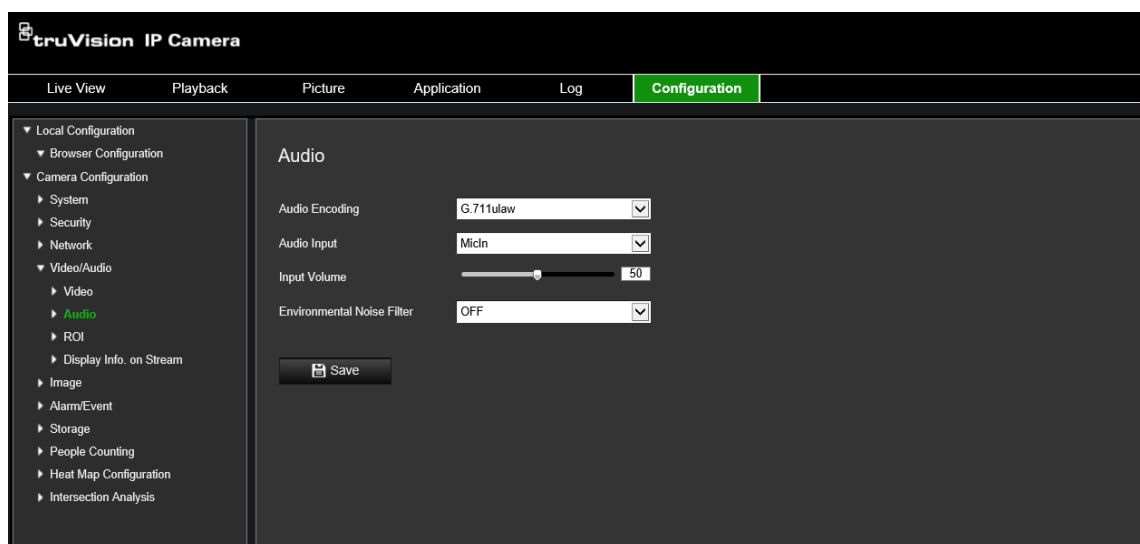 truVision IP Camera
Live View Playback Picture Application Log Configuration
Local Configuration
Browser Configuration
Camera Configuration
System
Security
Network
Video/Audio
Video
Audio
ROI
Display Info. on Stream
Image
Alarm/Event
Storage
People Counting
Heat Map Configuration
Intersection Analysis
Audio
Audio Encoding G.711ulaw
Audio Input MicIn
Input Volume 50
Environmental Noise Filter OFF
Save